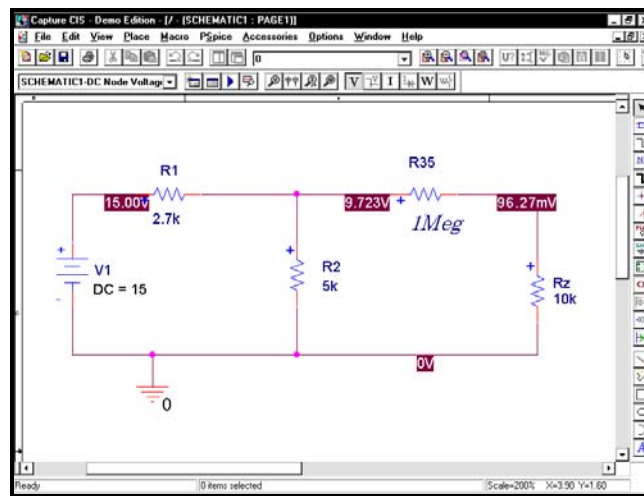 Capture CIS - Demo Edition - [/ - (SCHEMATIC1 : PAGE1)]
File Edit View Place Macro PSpice Accessories Options Window Help
0
U?
SCHEMATIC1-DC Node Voltag
V I W
R1
R35
15.00V
9.723V
96.27mV
2.7k
1Meg
+
V1
DC = 15
-
R2
5k
Rz
10k
0V
0
Ready
0 items selected
Scale=200% X=3.90 Y=1.60